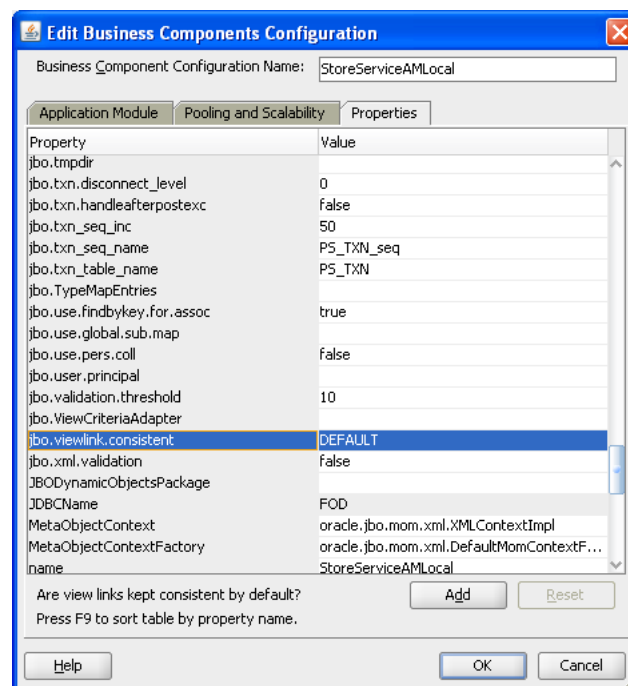 Edit Business Components Configuration
Business Component Configuration Name: StoreServiceAMLocal
Application Module Pooling and Scalability Properties
Property Value
jbo.tmpdir
jbo.txn.disconnect_level 0
jbo.txn.handleafterpostexc false
jbo.txn_seq_inc 50
jbo.txn_seq_name PS_TXN_seq
jbo.txn_table_name PS_TXN
jbo.TypeMapEntries
jbo.use.findbykey.for.assoc true
jbo.use.global.sub.map
jbo.use.pers.coll false
jbo.user.principal
jbo.validation.threshold 10
jbo.ViewCriteriaAdapter
jbo.viewlink.consistent DEFAULT
jbo.xml.validation false
JBODynamicObjectsPackage
JDBCName FOD
MetaObjectContext oracle.jbo.mom.xml.XMLContextImpl
MetaObjectContextFactory oracle.jbo.mom.xml.DefaultMomContextF...
name StoreServiceAMLocal
Are view links kept consistent by default? Add Reset
Press F9 to sort table by property name.
Help OK Cancel